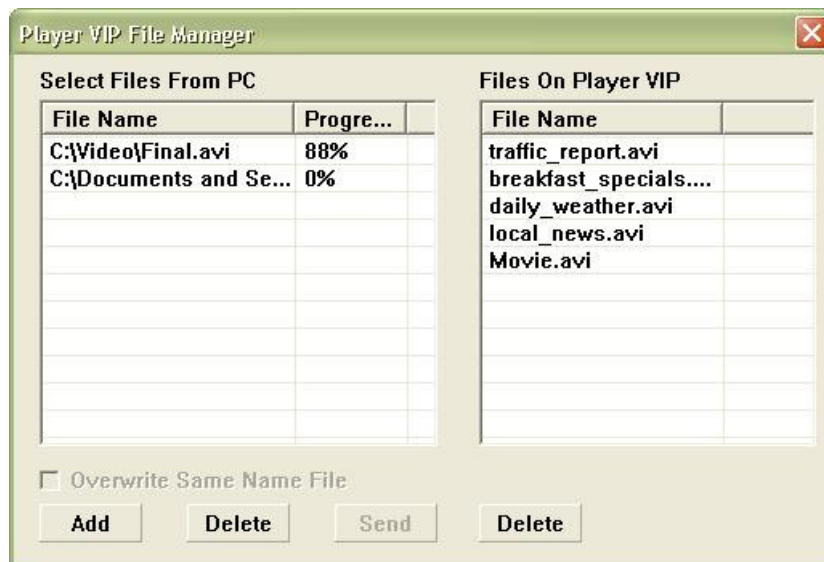 Player VIP File Manager
Select Files From PC
File Name Progre...
C:\Video\Final.avi 88%
C:\Documents and Se... 0%
Files On Player VIP
File Name
traffic_report.avi
breakfast_specials....
daily_weather.avi
local_news.avi
Movie.avi
Overwrite Same Name File
Add Delete Send Delete